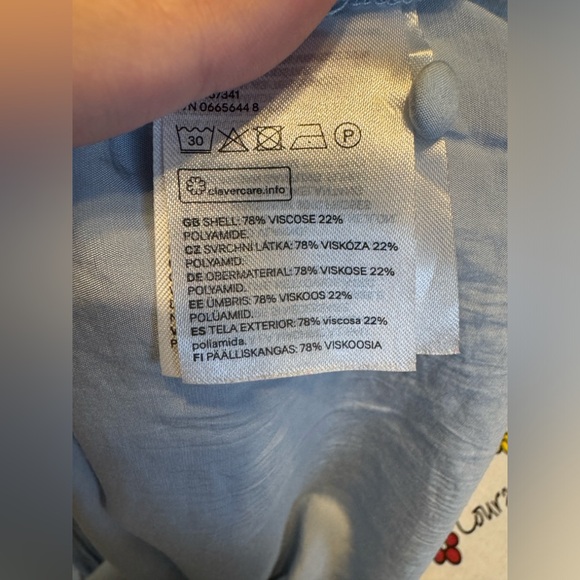 7341
N 0665644 8
30
P
clevercare.info
GB SHELL: 78% VISCOSE 22%
POLYAMIDE.
CZ SVRCHNI LÁTKA: 78% VISKÓZA 22%
POLYAMID.
DE OBERMATERIAL: 78% VISKOSE 22%
POLYAMID.
EE ÜMBRIS: 78% VISKOOS 22%
POLÜAMIID.
ES TELA EXTERIOR: 78% viscosa 22%
poliamida.
FI PÄÄLLISKANGAS: 78% VISKOOSIA